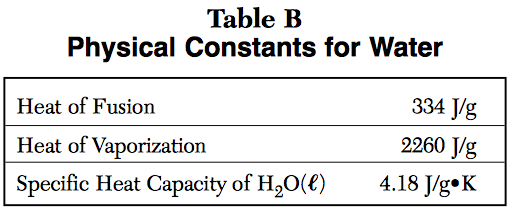 Table B
Physical Constants for Water
Heat of Fusion 334 J/g
Heat of Vaporization 2260 J/g
Specific Heat Capacity of H₂O(ℓ) 4.18 J/g•K